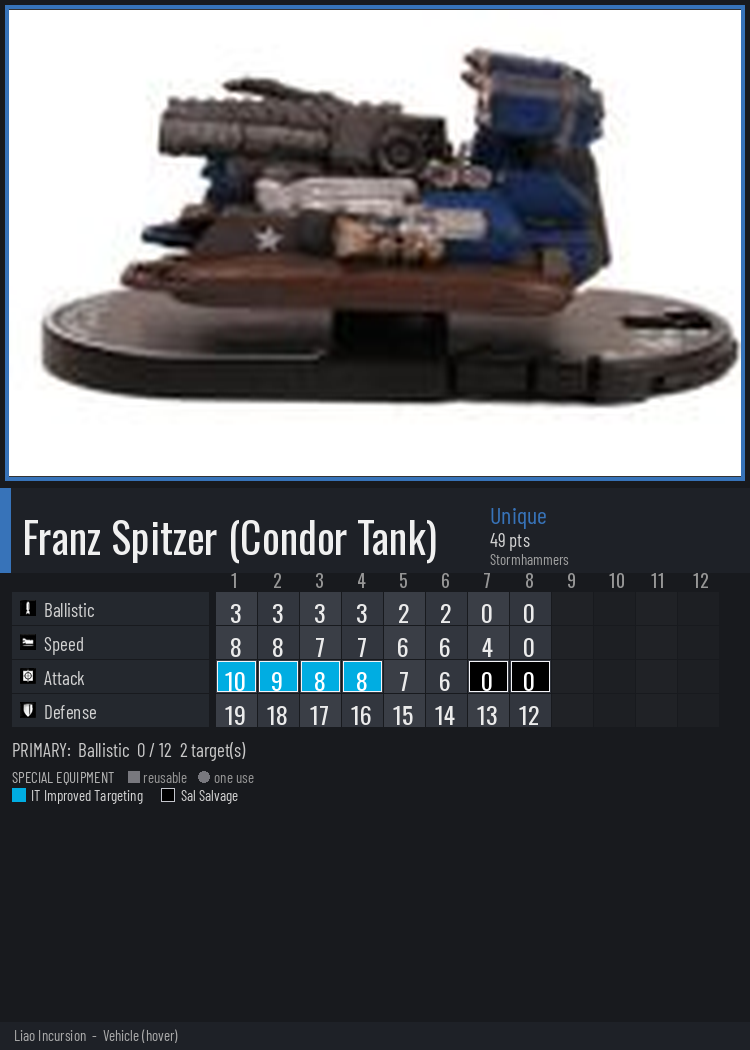 Franz Spitzer (Condor Tank)
Unique
49 pts
Stormhammers
1 2 3 4 5 6 7 8 9 10 11 12
Ballistic 3 3 3 3 2 2 0 0
Speed 8 8 7 7 6 6 4 0
Attack 10 9 8 8 7 6 0 0
Defense 19 18 17 16 15 14 13 12
PRIMARY: Ballistic 0 / 12 2 target(s)
SPECIAL EQUIPMENT reusable one use
IT Improved Targeting Sal Salvage
Liao Incursion - Vehicle (hover)